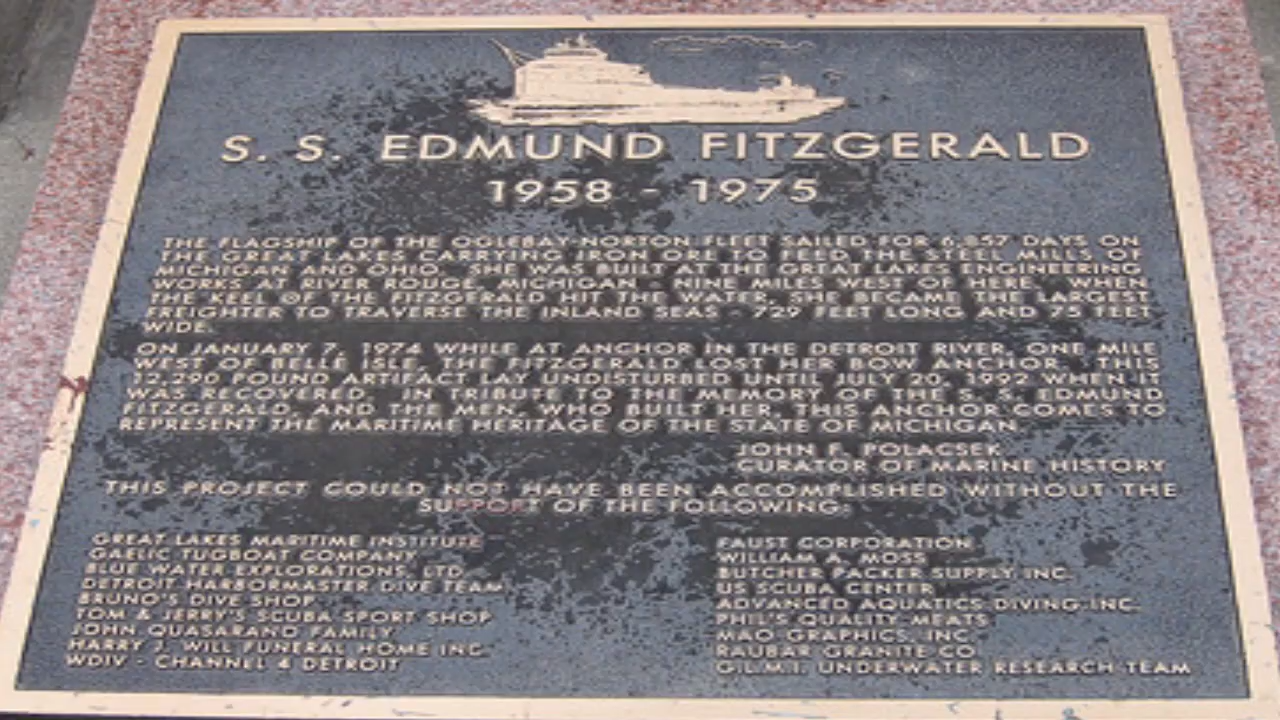 S. S. EDMUND FITZGERALD
1958 - 1975
THE FLAGSHIP OF THE OGLEBAY-NORTON FLEET SAILED FOR 6,857 DAYS ON
THE GREAT LAKES CARRYING IRON ORE TO FEED THE STEEL MILLS OF
MICHIGAN AND OHIO. SHE WAS BUILT AT THE GREAT LAKES ENGINEERING
WORKS AT RIVER ROUGE, MICHIGAN - NINE MILES WEST OF HERE. WHEN
THE KEEL OF THE FITZGERALD HIT THE WATER, SHE BECAME THE LARGEST
FREIGHTER TO TRAVERSE THE INLAND SEAS - 729 FEET LONG AND 75 FEET
WIDE.
ON JANUARY 7, 1974 WHILE AT ANCHOR IN THE DETROIT RIVER, ONE MILE
WEST OF BELLE ISLE, THE FITZGERALD LOST HER BOW ANCHOR. THIS
12,290 POUND ARTIFACT LAY UNDISTURBED UNTIL JULY 20, 1992 WHEN IT
WAS RECOVERED. IN TRIBUTE TO THE MEMORY OF THE S. S. EDMUND
FITZGERALD, AND THE MEN, WHO BUILT HER, THIS ANCHOR COMES TO
REPRESENT THE MARITIME HERITAGE OF THE STATE OF MICHIGAN.
JOHN F. POLACSEK
CURATOR OF MARINE HISTORY
THIS PROJECT COULD NOT HAVE BEEN ACCOMPLISHED WITHOUT THE
SUPPORT OF THE FOLLOWING:
GREAT LAKES MARITIME INSTITUTE
GAELIC TUGBOAT COMPANY
BLUE WATER EXPLORATIONS, LTD.
DETROIT HARBORMASTER DIVE TEAM
BRUNO'S DIVE SHOP
TOM & JERRY'S SCUBA SPORT SHOP
JOHN QUASARAND FAMILY
HARRY J. WILL FUNERAL HOME INC.
WDIV - CHANNEL 4 DETROIT
FAUST CORPORATION
WILLIAM A. MOSS
BUTCHER PACKER SUPPLY INC.
US SCUBA CENTER
ADVANCED AQUATICS DIVING INC.
PHIL'S QUALITY MEATS
MAO GRAPHICS, INC.
RAUBAR GRANITE CO
G.L.M.I. UNDERWATER RESEARCH TEAM